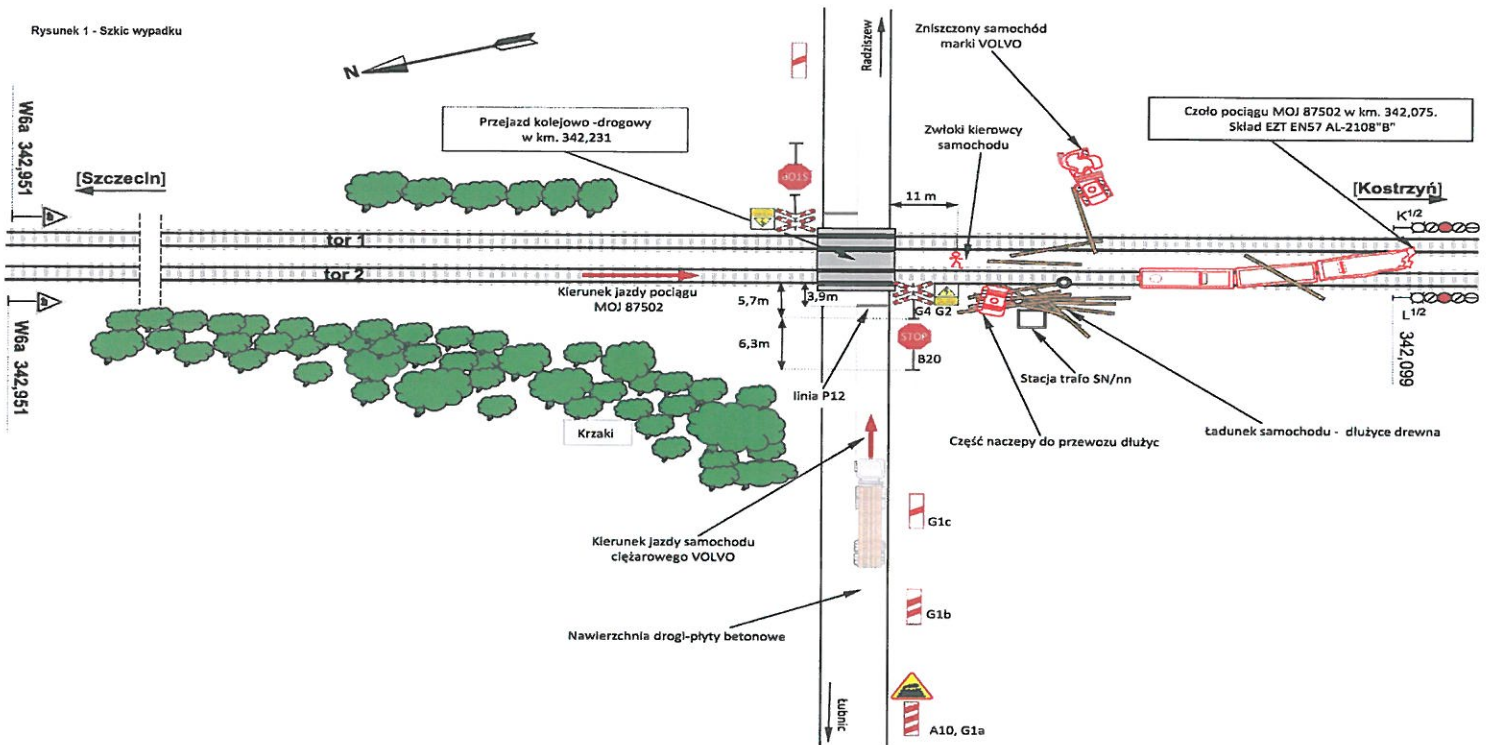 Rysunek 1 - Szkic wypadku
N
Radziszew
Zniszczony samochód
marki VOLVO
W6a 342,951
Przejazd kolejowo -drogowy
w km. 342,231
Zwłoki kierowcy
samochodu
Czoło pociągu MOJ 87502 w km. 342,075.
Skład EZT EN57 AL-2108"B"
[Szczecin]
STOP
11 m
[Kostrzyń]
K1/2
tor 1
tor 2
Kierunek jazdy pociągu
MOJ 87502
5,7m
3,9m
G4 G2
L1/2
W6a 342,951
6,3m
STOP
B20
342,099
linia P12
Stacja trafo SN/nn
Krzaki
Część naczepy do przewozu dłużyc
Ładunek samochodu - dłużyce drewna
G1c
Kierunek jazdy samochodu
ciężarowego VOLVO
G1b
Nawierzchnia drogi-płyty betonowe
Łubnic
A10, G1a